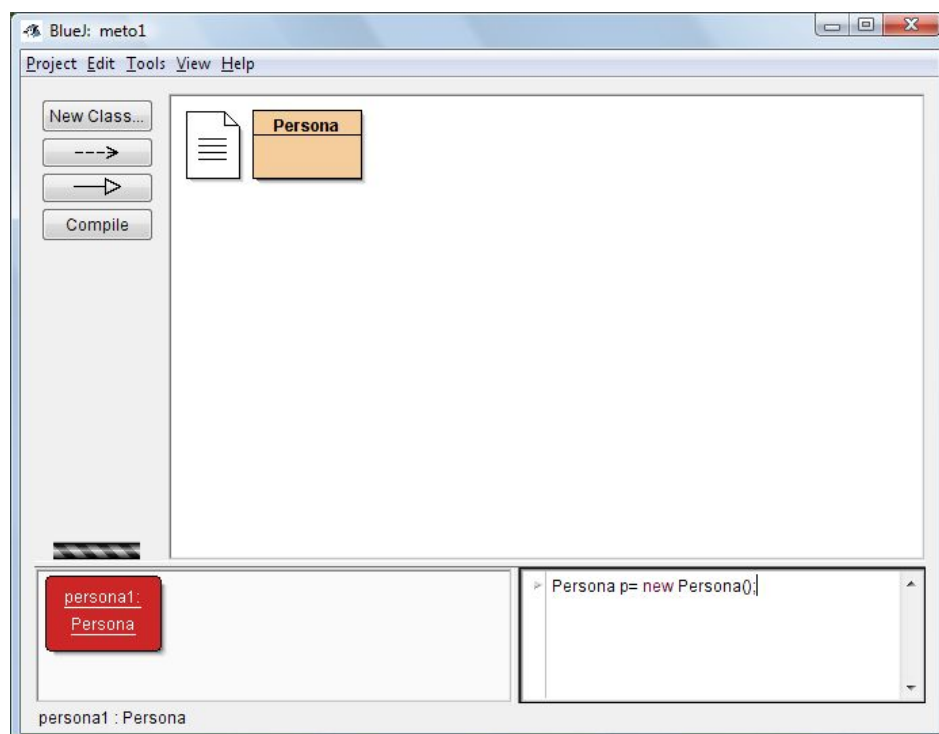 BlueJ: meto1
Project Edit Tools View Help
New Class...
Persona
Compile
persona1:
Persona
Persona p= new Persona();
persona1 : Persona